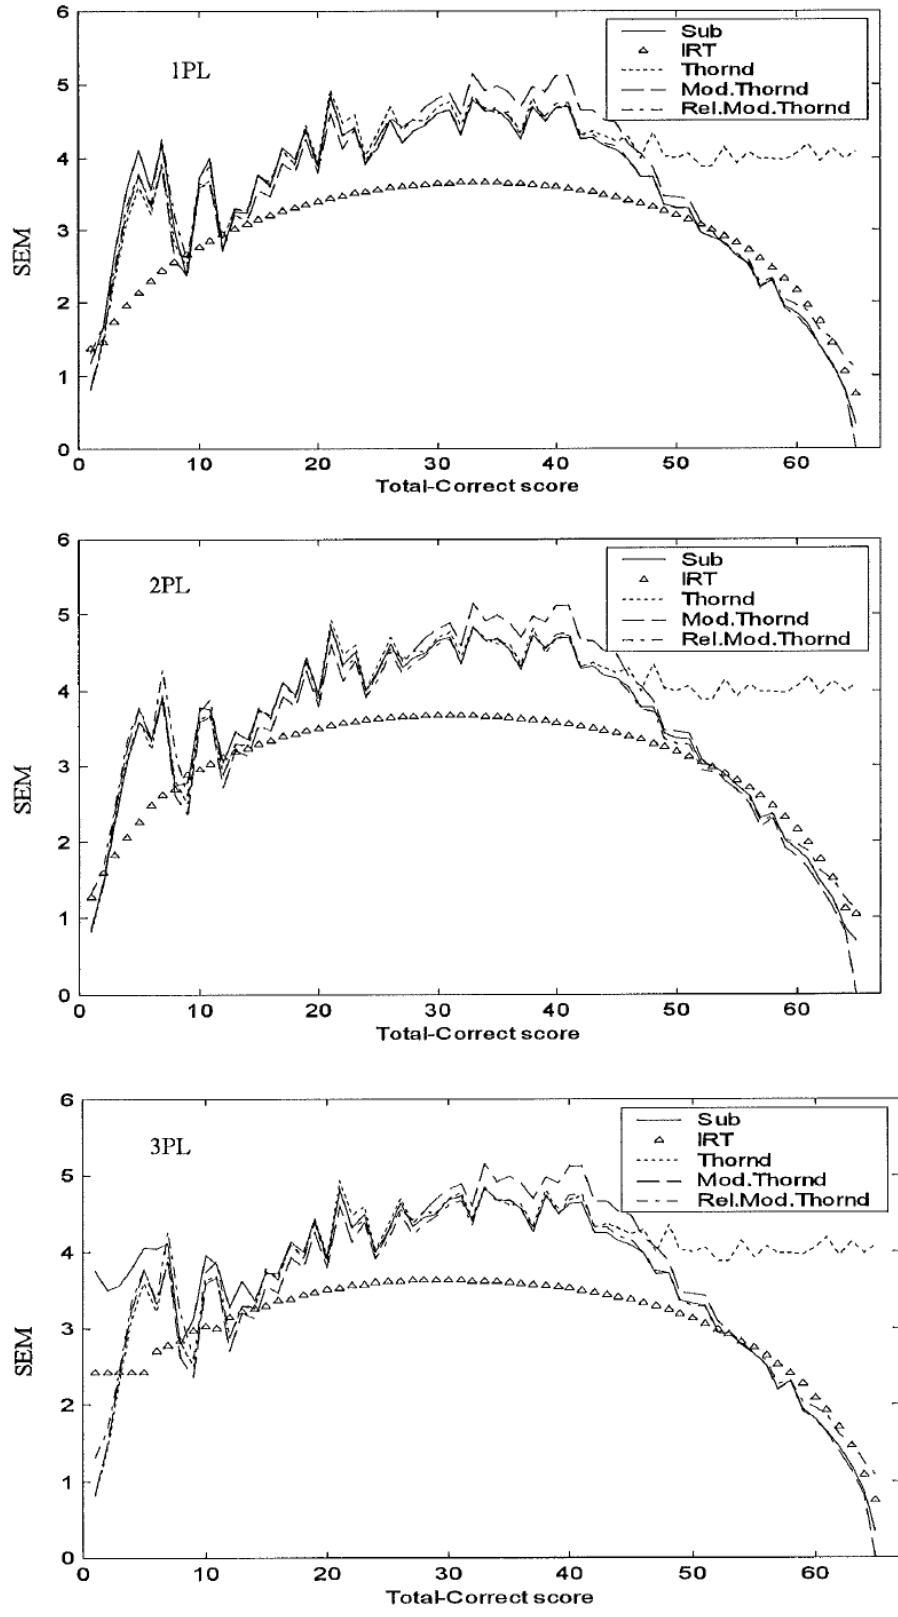 6
5
4
3
2
1
0
SEM
1PL
Sub
IRT
Thornd
Mod.Thornd
Rel.Mod.Thornd
0 10 20 30 40 50 60
Total-Correct score
6
5
4
3
2
1
0
SEM
2PL
Sub
IRT
Thornd
Mod.Thornd
Rel.Mod.Thornd
0 10 20 30 40 50 60
Total-Correct score
6
5
4
3
2
1
0
SEM
3PL
Sub
IRT
Thornd
Mod.Thornd
Rel.Mod.Thornd
0 10 20 30 40 50 60
Total-Correct score